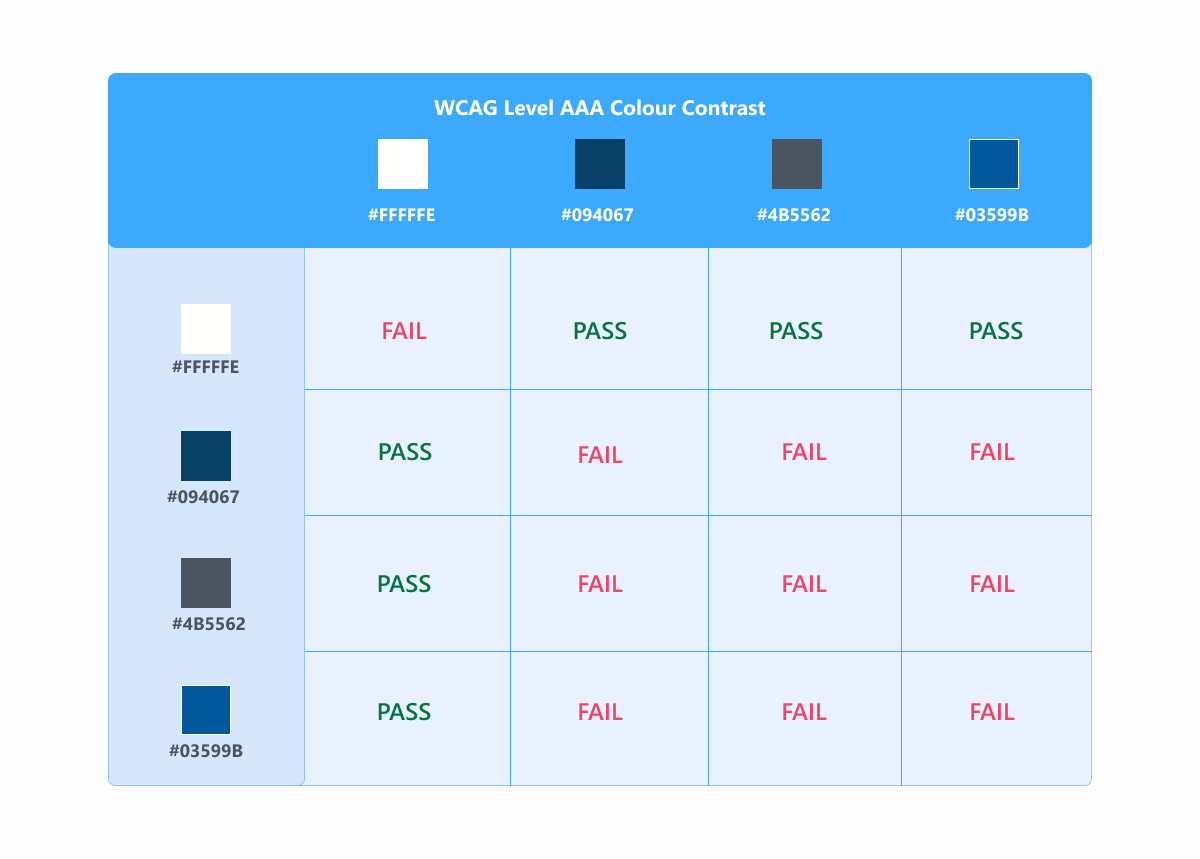 WCAG Level AAA Colour Contrast
#FFFFFE #094067 #4B5562 #03599B
#FFFFFE FAIL PASS PASS PASS
#094067 PASS FAIL FAIL FAIL
#4B5562 PASS FAIL FAIL FAIL
#03599B PASS FAIL FAIL FAIL